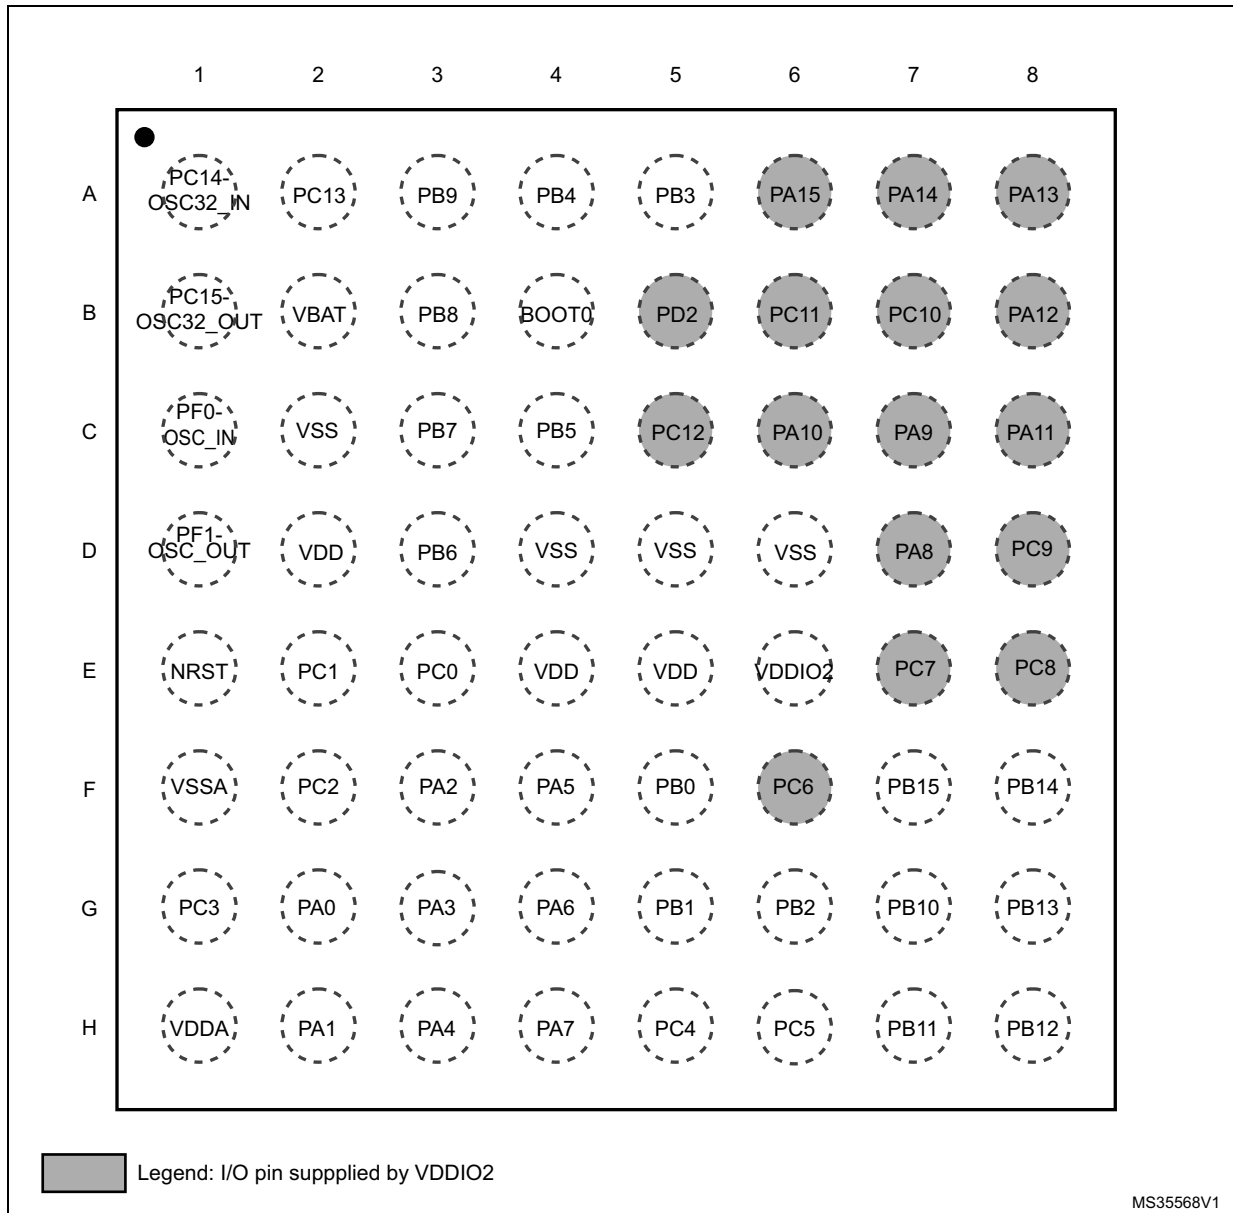 1 2 3 4 5 6 7 8
A PC14-OSC32_IN PC13 PB9 PB4 PB3 PA15 PA14 PA13
B PC15-OSC32_OUT VBAT PB8 BOOT0 PD2 PC11 PC10 PA12
C PF0-OSC_IN VSS PB7 PB5 PC12 PA10 PA9 PA11
D PF1-OSC_OUT VDD PB6 VSS VSS VSS PA8 PC9
E NRST PC1 PC0 VDD VDD VDDIO2 PC7 PC8
F VSSA PC2 PA2 PA5 PB0 PC6 PB15 PB14
G PC3 PA0 PA3 PA6 PB1 PB2 PB10 PB13
H VDDA PA1 PA4 PA7 PC4 PC5 PB11 PB12
Legend: I/O pin suppplied by VDDIO2
MS35568V1